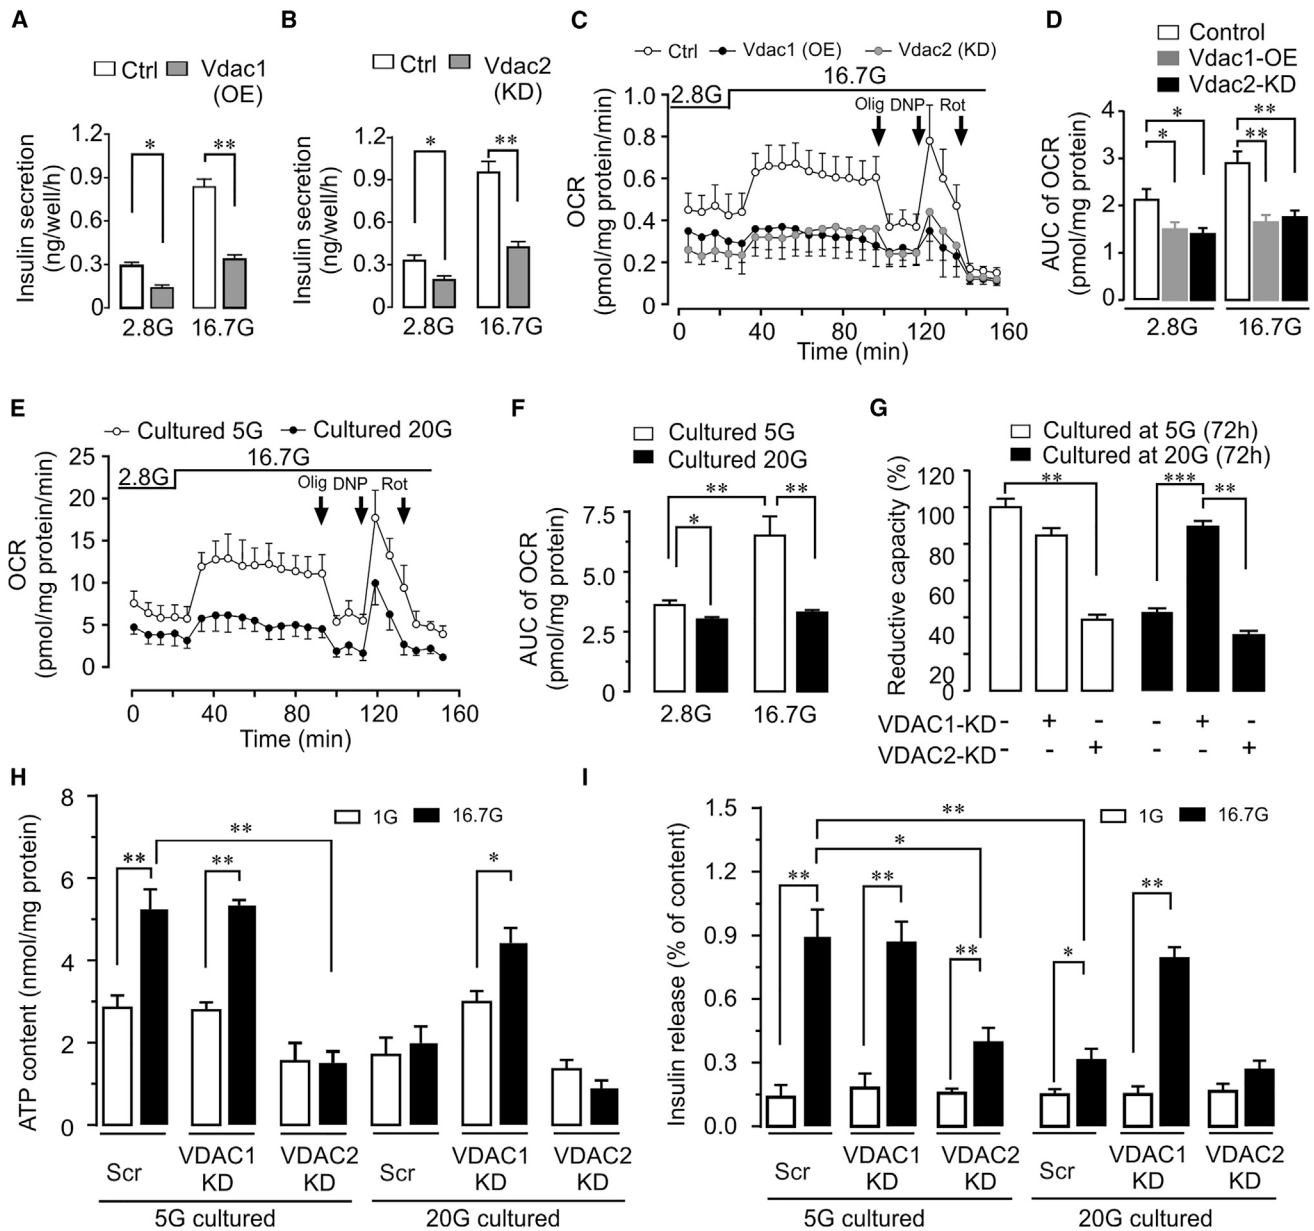 A
Ctrl Vdac1 (OE)
Insulin secretion (ng/well/h)
1.2
0.9
0.6
0.3
0
* **
2.8G 16.7G
B
Ctrl Vdac2 (KD)
Insulin secretion (ng/well/h)
1.2
0.9
0.6
0.3
0
* **
2.8G 16.7G
C
Ctrl Vdac1 (OE) Vdac2 (KD)
16.7G
2.8G
Olig DNP Rot
OCR (pmol/mg protein/min)
1.0
0.8
0.6
0.4
0.2
0
0 40 80 120 160
Time (min)
D
Control
Vdac1-OE
Vdac2-KD
AUC of OCR (pmol/mg protein)
4
3
2
1
0
* **
* **
2.8G 16.7G
E
Cultured 5G Cultured 20G
16.7G
2.8G
Olig DNP Rot
OCR (pmol/mg protein/min)
25
20
15
10
5
0
0 40 80 120 160
Time (min)
F
Cultured 5G
Cultured 20G
AUC of OCR (pmol/mg protein)
7.5
5.0
2.5
0
** **
*
2.8G 16.7G
G
Cultured at 5G (72h)
Cultured at 20G (72h)
Reductive capacity (%)
120
100
80
60
40
20
0
** *** **
VDAC1-KD - + - - + -
VDAC2-KD - - + - - +
H
1G 16.7G
ATP content (nmol/mg protein)
8
6
4
2
0
**
** ** *
Scr VDAC1 KD VDAC2 KD Scr VDAC1 KD VDAC2 KD
5G cultured 20G cultured
I
1G 16.7G
Insulin release (% of content)
1.5
1.2
0.9
0.6
0.3
0.0
**
*
** ** ** * **
Scr VDAC1 KD VDAC2 KD Scr VDAC1 KD VDAC2 KD
5G cultured 20G cultured